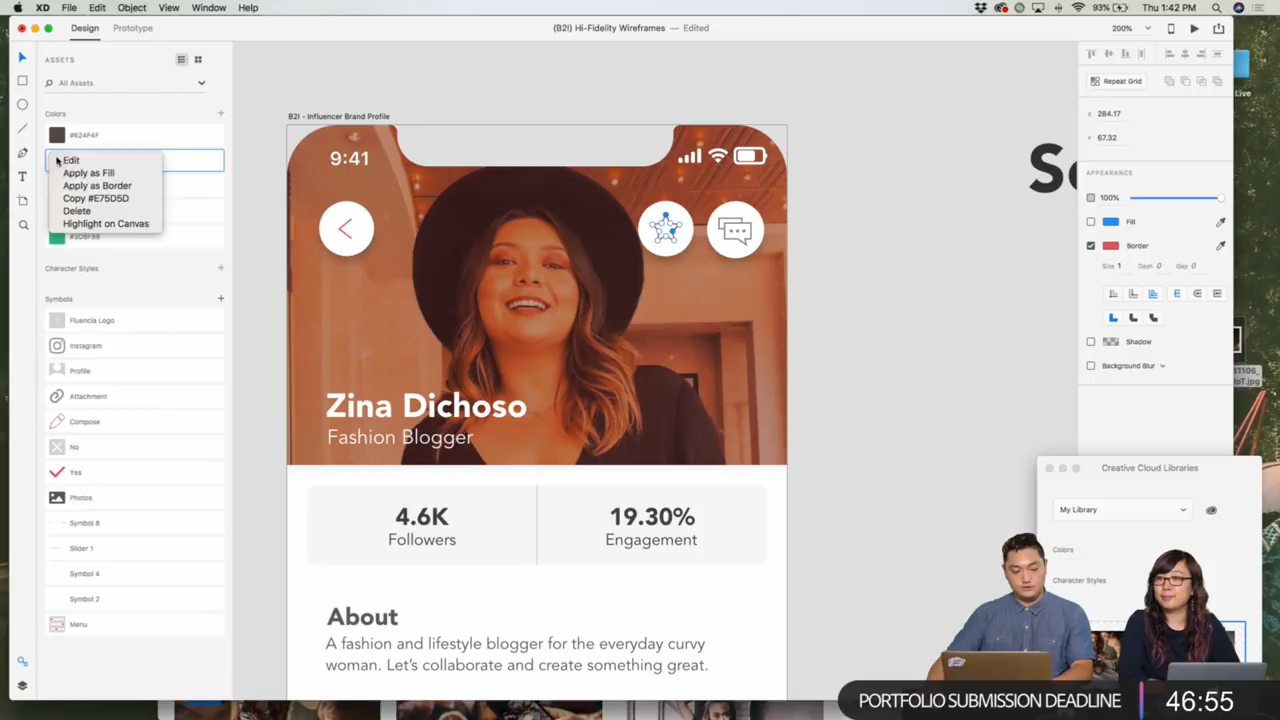 XD File Edit Object View Window Help
93% Thu 1:42 PM
Design Prototype
(B2I) Hi-Fidelity Wireframes — Edited
200%
ASSETS
All Assets
Colors
#624F4F
Edit
Apply as Fill
Apply as Border
Copy #E75D5D
Delete
Highlight on Canvas
Character Styles
Symbols
Fluencia Logo
Instagram
Profile
Attachment
Compose
No
Yes
Photos
Symbol 8
Slider 1
Symbol 4
Symbol 2
Menu
B2I - Influencer Brand Profile
9:41
Zina Dichoso
Fashion Blogger
4.6K
Followers
19.30%
Engagement
About
A fashion and lifestyle blogger for the everyday curvy
woman. Let's collaborate and create something great.
Repeat Grid
X 284.17
Y 67.32
APPEARANCE
100%
Fill
Border
Size 1 Dash 0 Gap 0
Shadow
Background Blur
Live
Creative Cloud Libraries
My Library
Colors
Character Styles
PORTFOLIO SUBMISSION DEADLINE 46:55